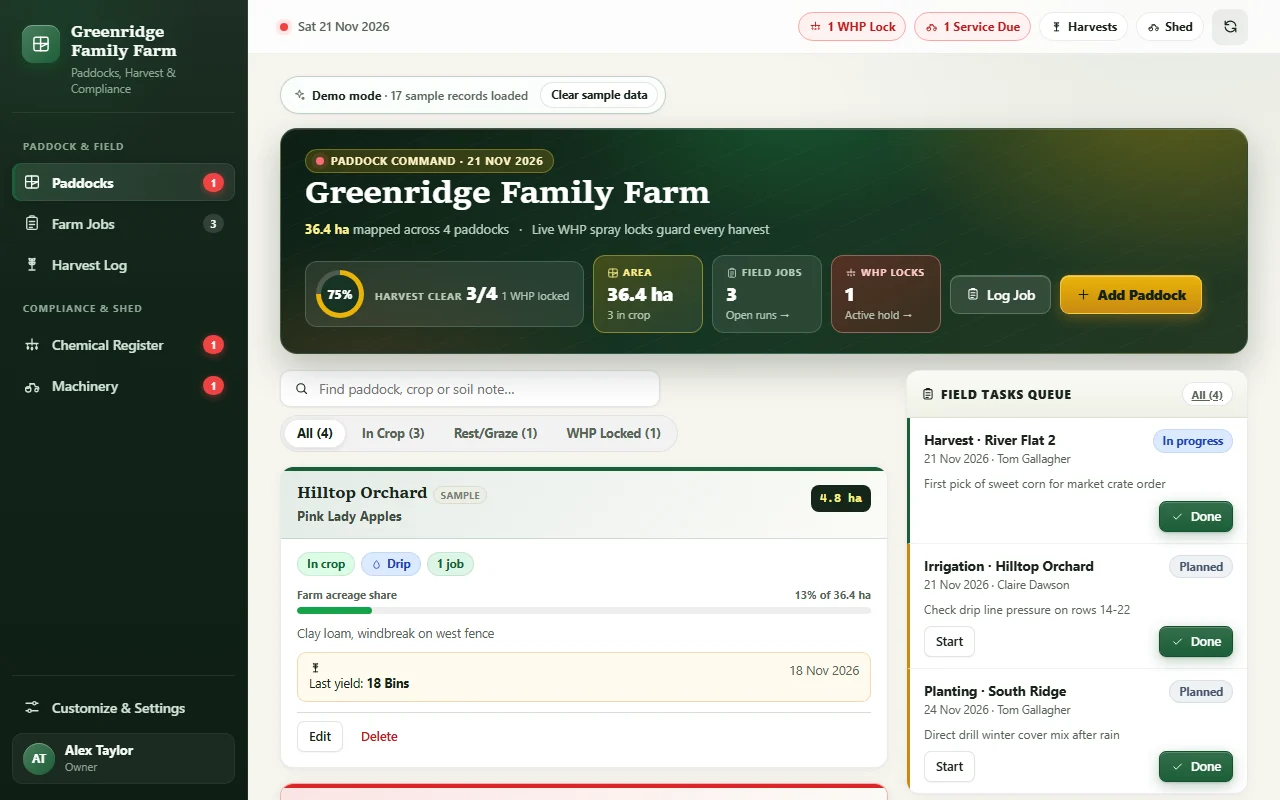 Greenridge
Family Farm
Paddocks, Harvest &
Compliance
PADDOCK & FIELD
Paddocks
1
Farm Jobs
3
Harvest Log
COMPLIANCE & SHED
Chemical Register
1
Machinery
1
Customize & Settings
AT
Alex Taylor
Owner
Sat 21 Nov 2026
1 WHP Lock
1 Service Due
Harvests
Shed
Demo mode · 17 sample records loaded
Clear sample data
PADDOCK COMMAND · 21 NOV 2026
Greenridge Family Farm
36.4 ha mapped across 4 paddocks · Live WHP spray locks guard every harvest
75%
HARVEST CLEAR 3/4 1 WHP locked
AREA
36.4 ha
3 in crop
FIELD JOBS
3
Open runs →
WHP LOCKS
1
Active hold →
Log Job
Add Paddock
Find paddock, crop or soil note...
All (4)
In Crop (3)
Rest/Graze (1)
WHP Locked (1)
Hilltop Orchard
SAMPLE
Pink Lady Apples
4.8 ha
In crop
Drip
1 job
Farm acreage share
13% of 36.4 ha
Clay loam, windbreak on west fence
Last yield: 18 Bins
18 Nov 2026
Edit
Delete
FIELD TASKS QUEUE
All (4)
Harvest · River Flat 2
In progress
21 Nov 2026 · Tom Gallagher
First pick of sweet corn for market crate order
Done
Irrigation · Hilltop Orchard
Planned
21 Nov 2026 · Claire Dawson
Check drip line pressure on rows 14-22
Start
Done
Planting · South Ridge
Planned
24 Nov 2026 · Tom Gallagher
Direct drill winter cover mix after rain
Start
Done